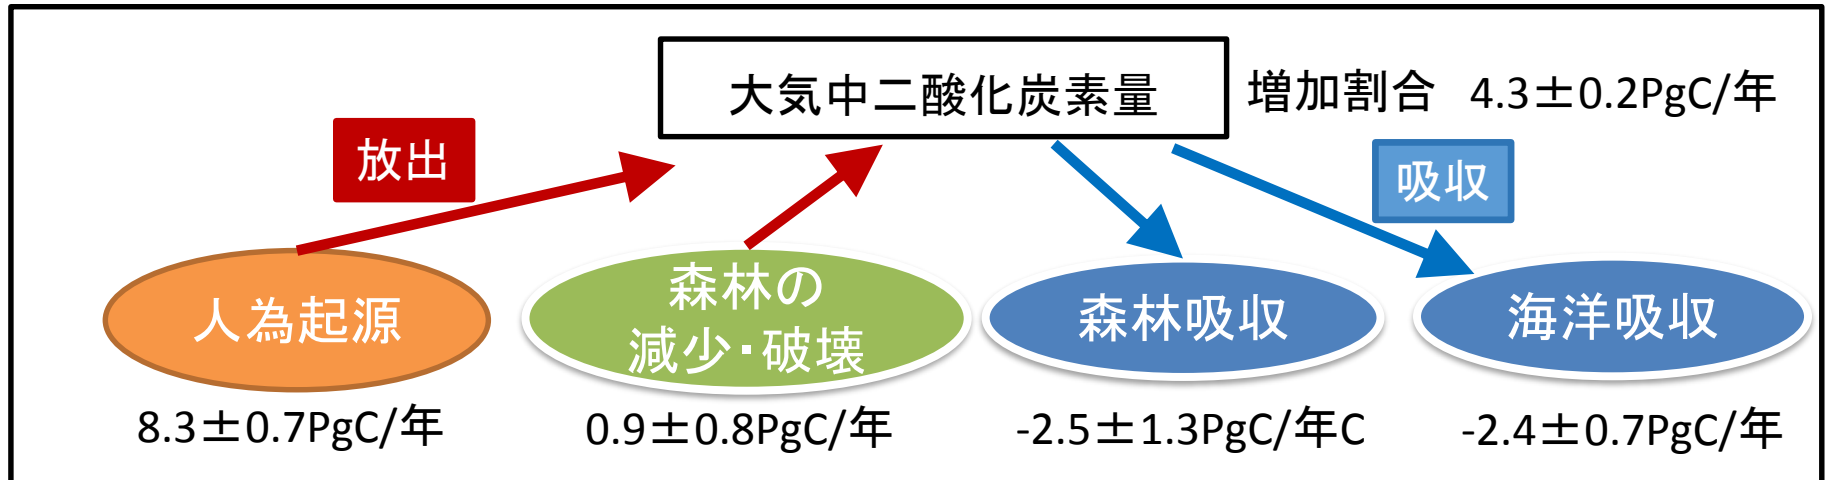 大気中二酸化炭素量
増加割合 4.3±0.2PgC/年
放出
吸収
人為起源
森林の
減少・破壊
森林吸収
海洋吸収
8.3±0.7PgC/年
0.9±0.8PgC/年
-2.5±1.3PgC/年C
-2.4±0.7PgC/年